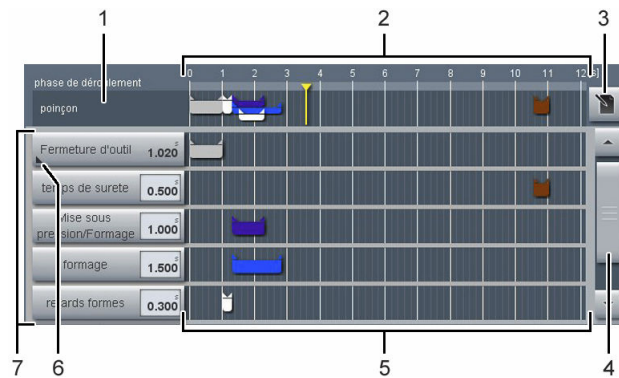 1 2 3
phase de déroulement
0 1 2 3 4 5 6 7 8 9 10 11 12 s]
poinçon
Fermeture d'outil 1.020 s
temps de surete 0.500 s
Mise sous
pression/Formage 1.000 s
formage 1.500 s
retards formes 0.300 s
7 6 5 4